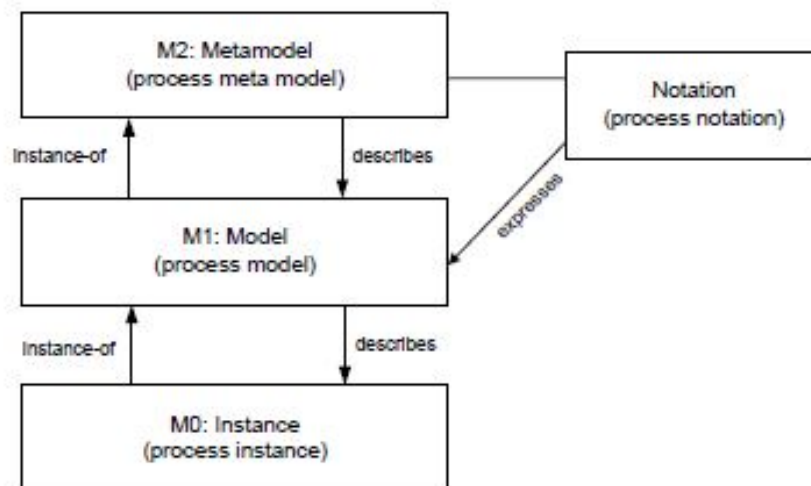 M2: Metamodel
(process meta model)
Notation
(process notation)
Instance-of
describes
expresses
M1: Model
(process model)
Instance-of
describes
M0: Instance
(process instance)